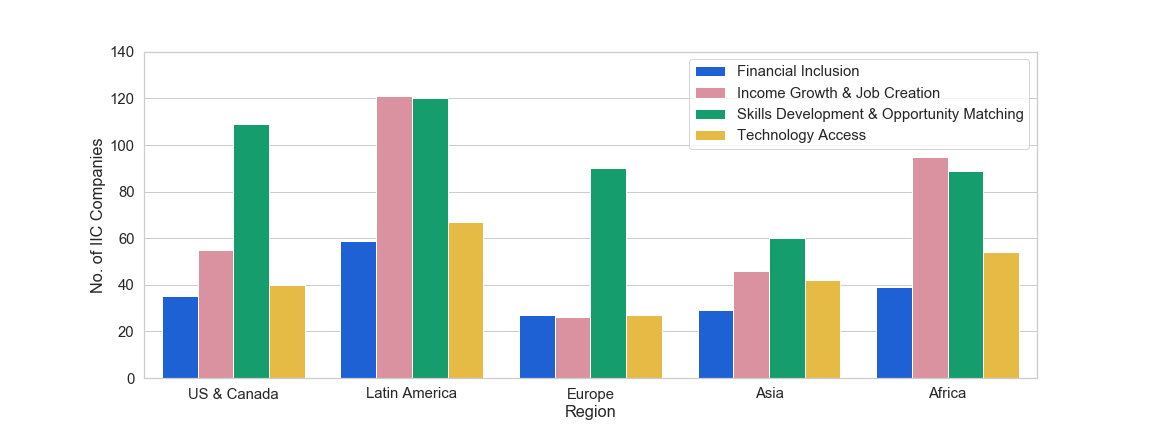 140
120
100
80
60
40
20
0
No. of IIC Companies
Financial Inclusion
Income Growth & Job Creation
Skills Development & Opportunity Matching
Technology Access
US & Canada
Latin America
Europe
Asia
Africa
Region